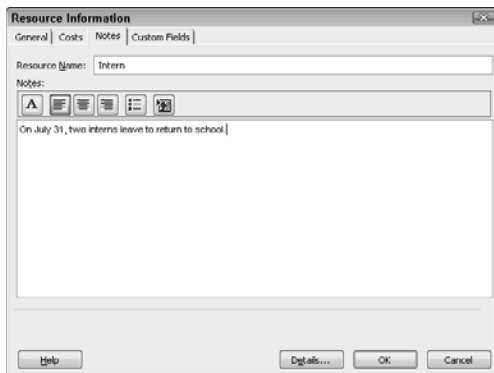 Resource Information
General Costs Notes Custom Fields
Resource Name: Intern
Notes:
A
On July 31, two interns leave to return to school.
Help Details... OK Cancel